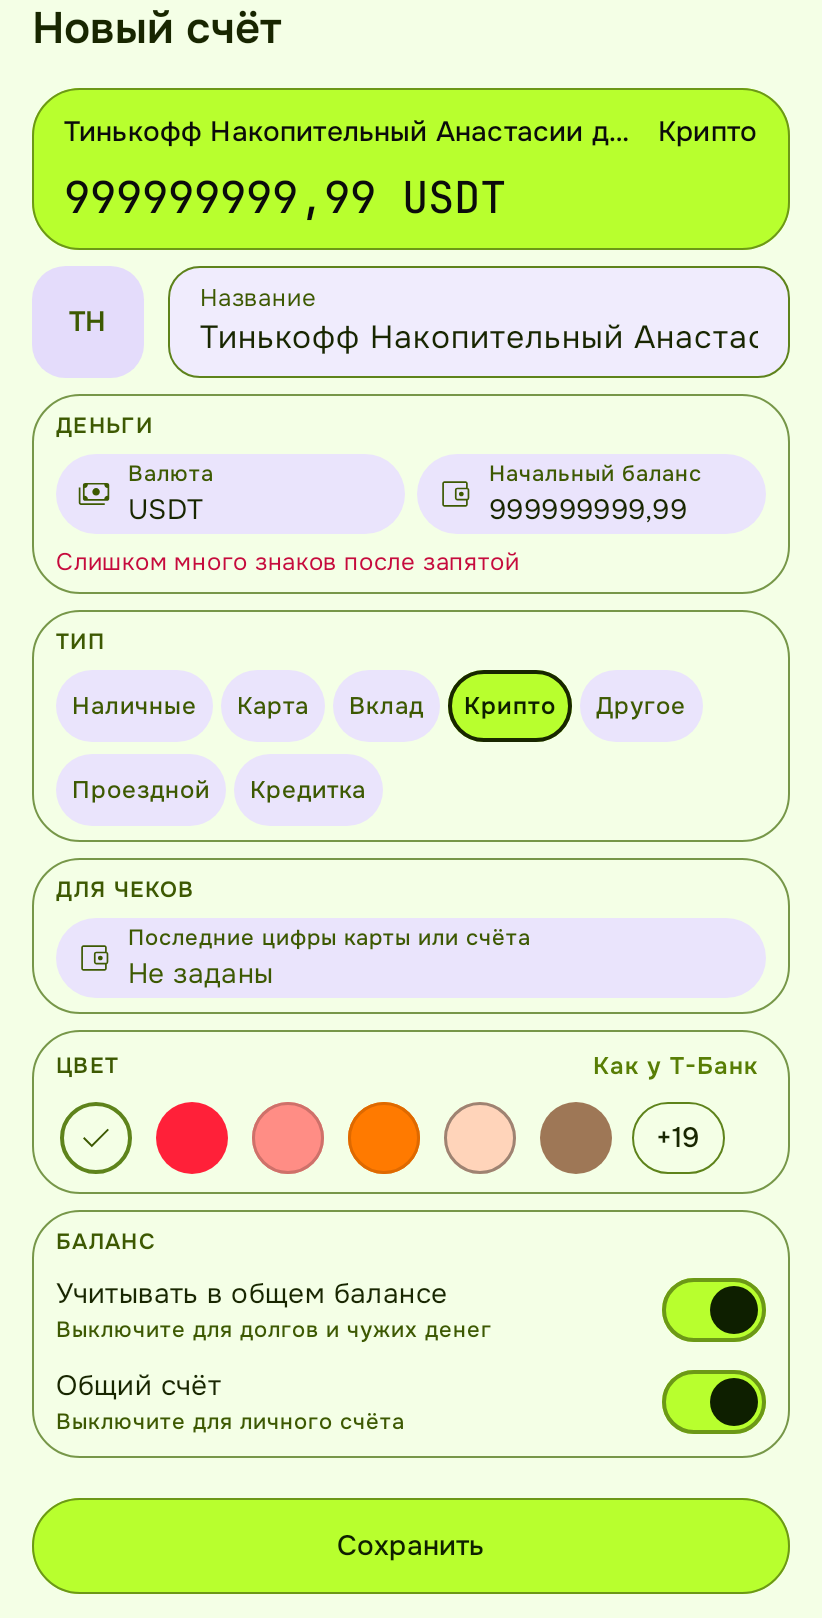 Новый счёт
Тинькофф Накопительный Анастасии д... Крипто
999999999,99 USDT
ТН
Название
Тинькофф Накопительный Анастас
ДЕНЬГИ
Валюта
USDT
Начальный баланс
999999999,99
Слишком много знаков после запятой
ТИП
Наличные Карта Вклад Крипто Другое
Проездной Кредитка
ДЛЯ ЧЕКОВ
Последние цифры карты или счёта
Не заданы
ЦВЕТ Как у Т-Банк
+19
БАЛАНС
Учитывать в общем балансе
Выключите для долгов и чужих денег
Общий счёт
Выключите для личного счёта
Сохранить